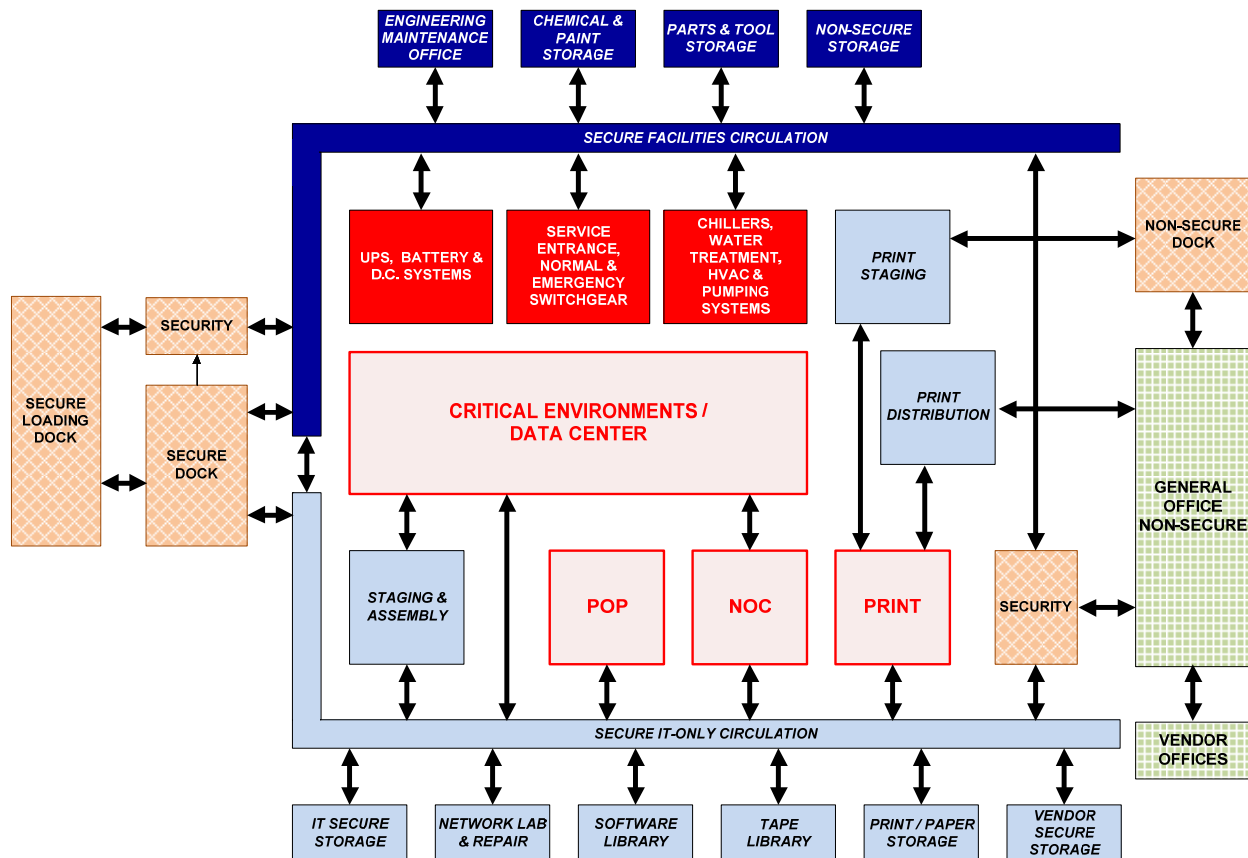 ENGINEERING
MAINTENANCE
OFFICE
CHEMICAL &
PAINT
STORAGE
PARTS & TOOL
STORAGE
NON-SECURE
STORAGE
SECURE FACILITIES CIRCULATION
UPS, BATTERY &
D.C. SYSTEMS
SERVICE
ENTRANCE,
NORMAL &
EMERGENCY
SWITCHGEAR
CHILLERS,
WATER
TREATMENT,
HVAC &
PUMPING
SYSTEMS
PRINT
STAGING
NON-SECURE
DOCK
SECURITY
SECURE
LOADING
DOCK
SECURE
DOCK
CRITICAL ENVIRONMENTS /
DATA CENTER
PRINT
DISTRIBUTION
GENERAL
OFFICE
NON-SECURE
STAGING &
ASSEMBLY
POP
NOC
PRINT
SECURITY
SECURE IT-ONLY CIRCULATION
VENDOR
OFFICES
IT SECURE
STORAGE
NETWORK LAB
& REPAIR
SOFTWARE
LIBRARY
TAPE
LIBRARY
PRINT / PAPER
STORAGE
VENDOR
SECURE
STORAGE